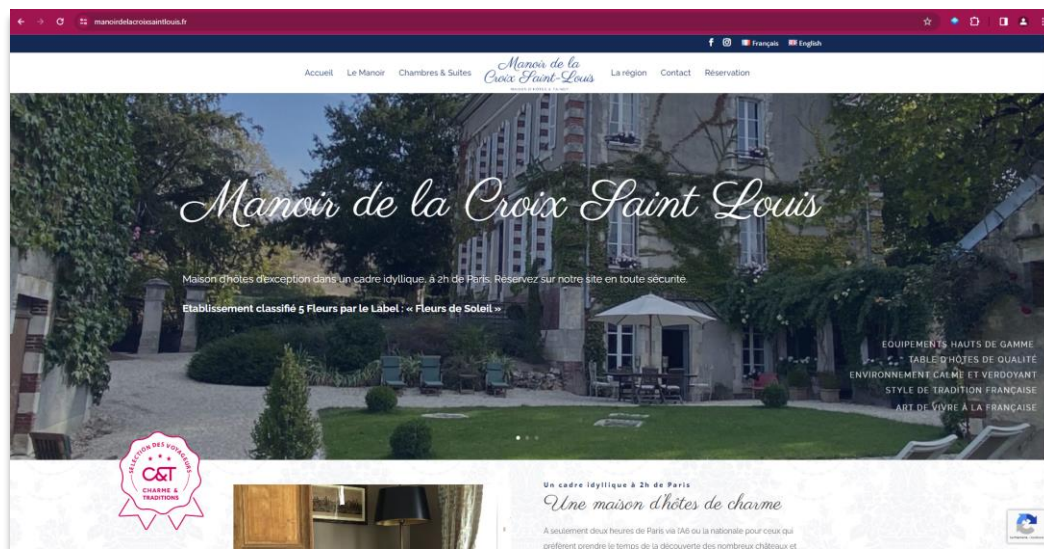 manoirdelacroixsaintlouis.fr
Français English
Accueil Le Manoir Chambres & Suites
Manoir de la
Croix Saint-Louis
La région Contact Réservation
Manoir de la Croix Saint Louis
Maison d'hôtes d'exception dans un cadre idyllique, à 2h de Paris. Réservez sur notre site en toute sécurité.
Etablissement classifié 5 Fleurs par le Label : « Fleurs de Soleil »
EQUIPEMENTS HAUTS DE GAMME
TABLE D'HÔTES DE QUALITÉ
ENVIRONNEMENT CALME ET VERDOYANT
STYLE DE TRADITION FRANÇAISE
ART DE VIVRE À LA FRANÇAISE
SÉLECTION DES VOYAGEURS
C&T
CHARME &
TRADITIONS
Un cadre idyllique à 2h de Paris
Une maison d'hôtes de charme
À seulement deux heures de Paris via l'A6 ou la nationale pour ceux qui
préfèrent prendre le temps de la découverte des nombreux châteaux et